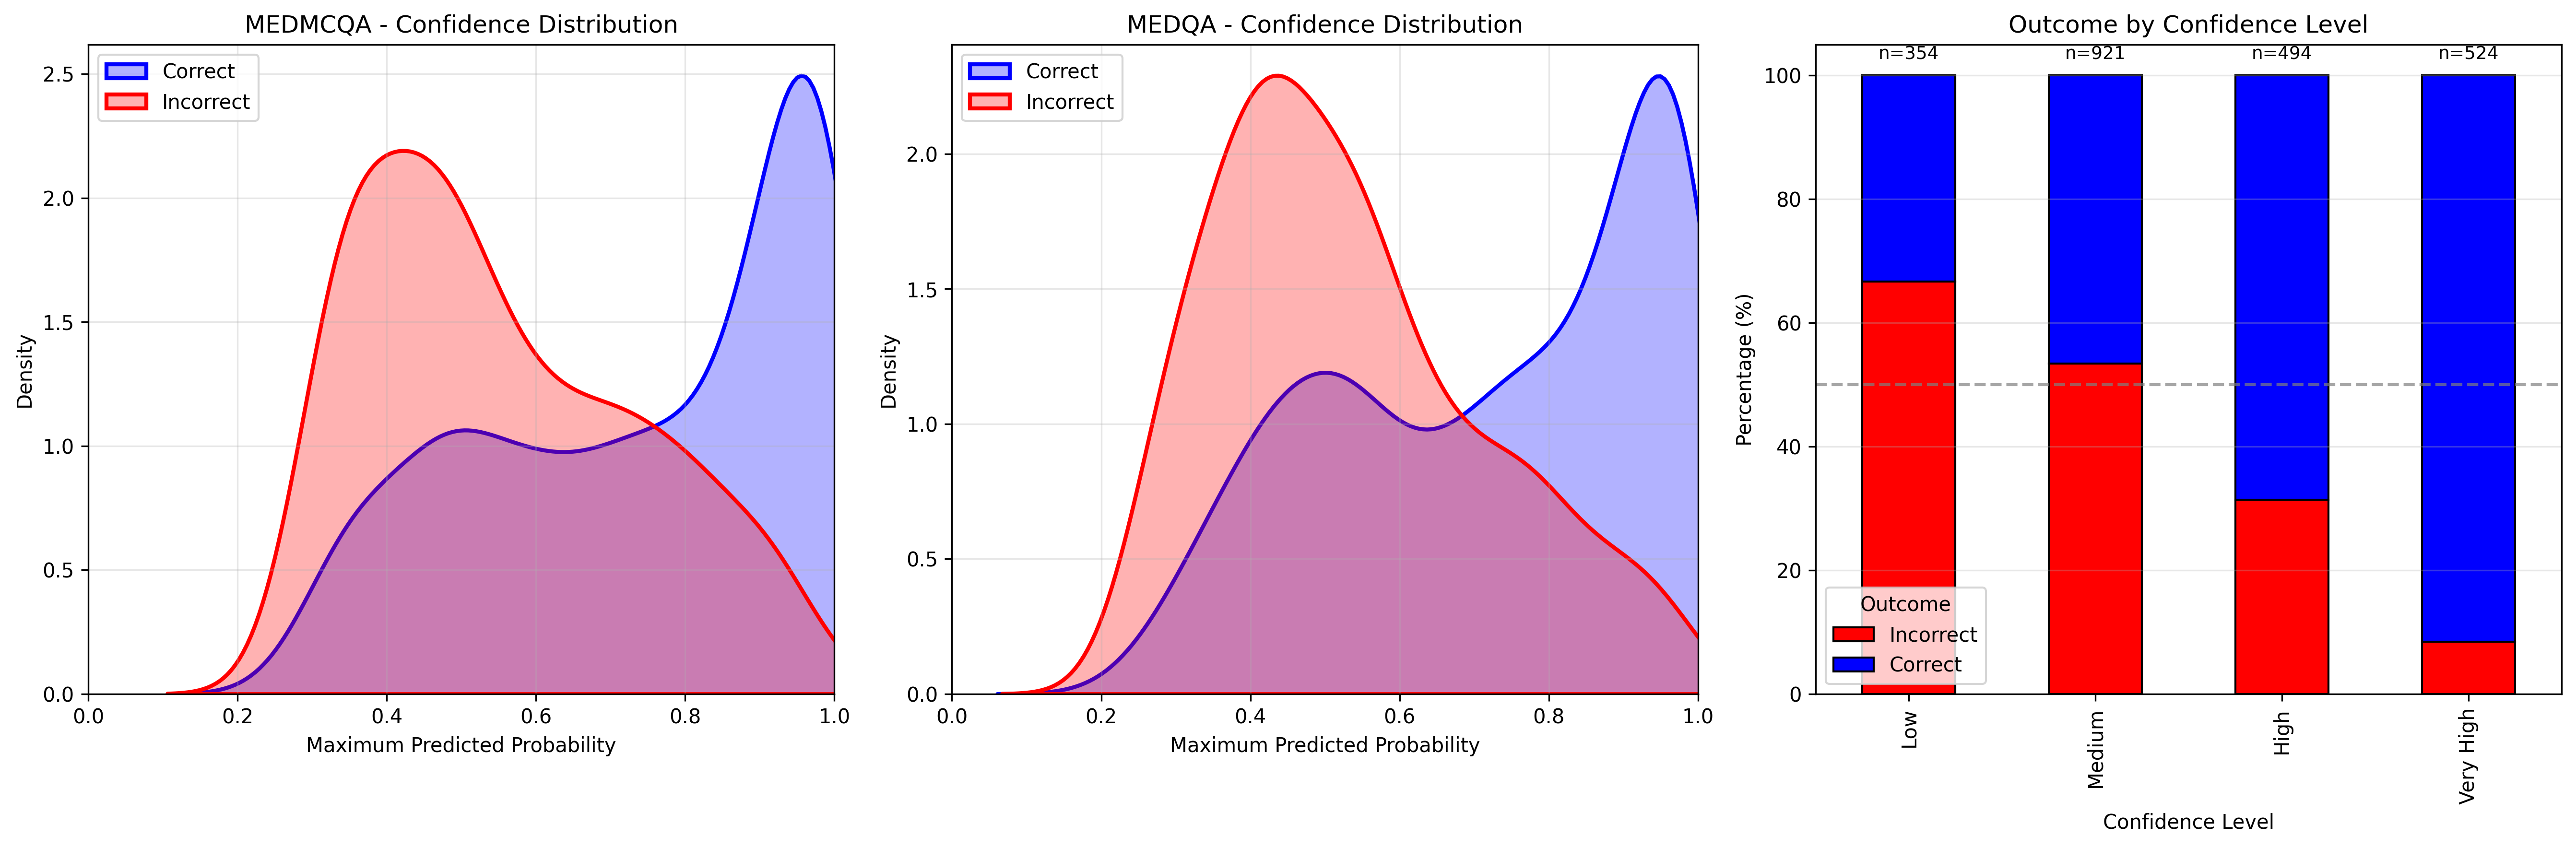 MEDMCQA - Confidence Distribution
Correct
Incorrect
2.5
2.0
1.5
1.0
0.5
0.0
Density
0.0 0.2 0.4 0.6 0.8 1.0
Maximum Predicted Probability
MEDQA - Confidence Distribution
Correct
Incorrect
2.0
1.5
1.0
0.5
0.0
Density
0.0 0.2 0.4 0.6 0.8 1.0
Maximum Predicted Probability
Outcome by Confidence Level
n=354 n=921 n=494 n=524
100
80
60
40
20
0
Percentage (%)
Outcome
Incorrect
Correct
Low Medium High Very High
Confidence Level